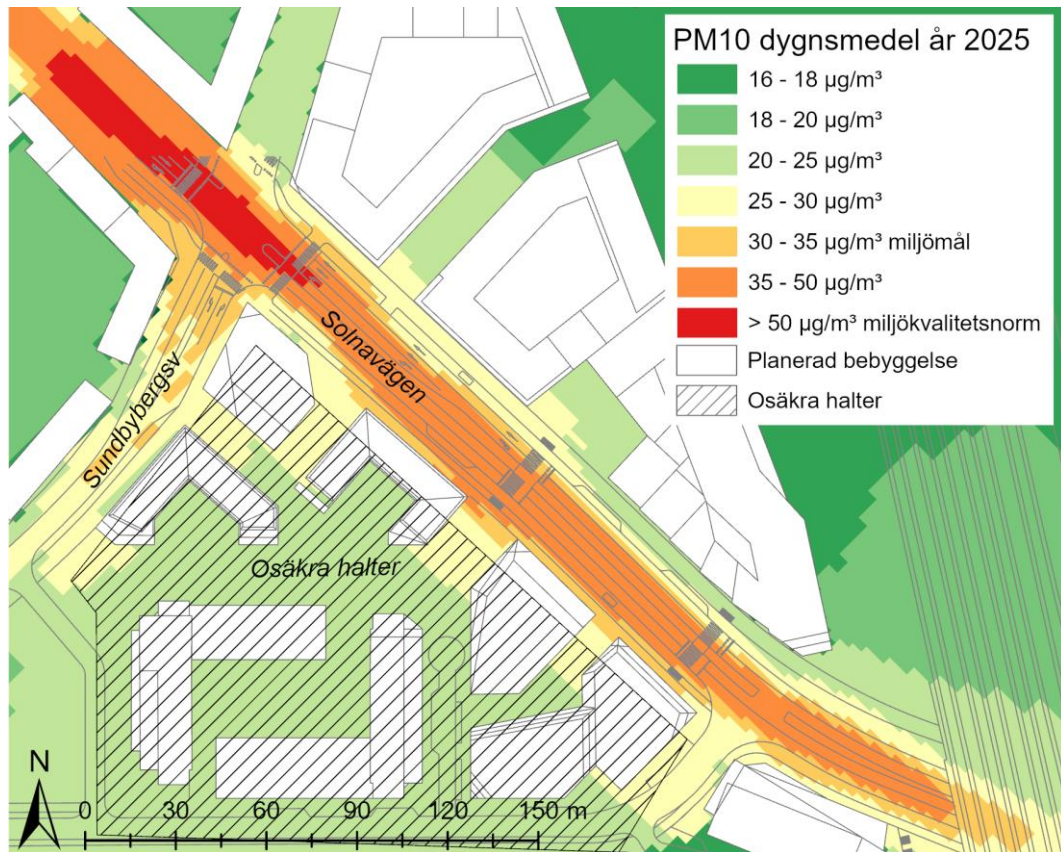 PM10 dygnsmedel år 2025
16 - 18 µg/m³
18 - 20 µg/m³
20 - 25 µg/m³
25 - 30 µg/m³
30 - 35 µg/m³ miljömål
35 - 50 µg/m³
> 50 µg/m³ miljökvalitetsnorm
Planerad bebyggelse
Osäkra halter
Solnavägen
Sundbybergsv
Osäkra halter
N
0 30 60 90 120 150 m